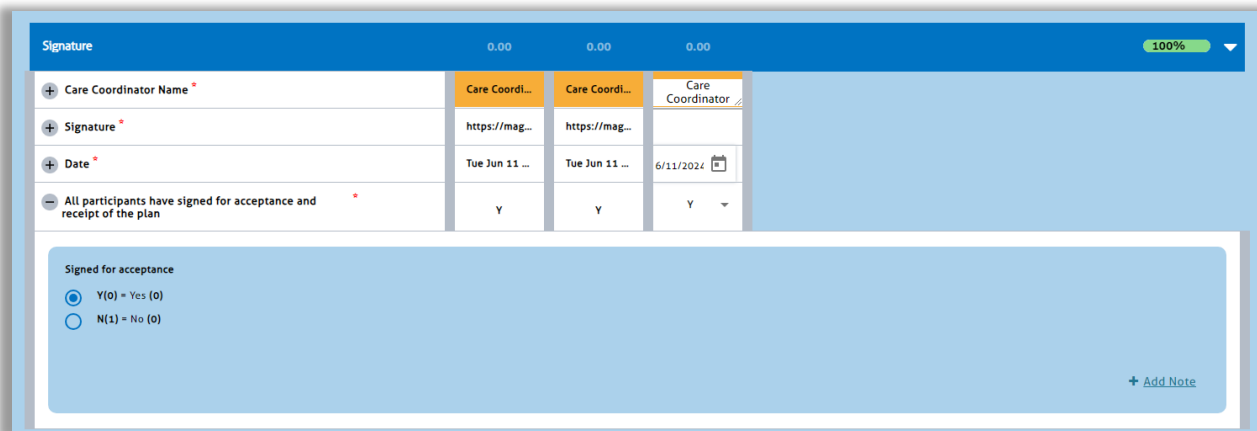 Signature 0.00 0.00 0.00 100%
Care Coordinator Name * Care Coordi... Care Coordi... Care
Coordinator
Signature * https://mag... https://mag...
Date * Tue Jun 11 ... Tue Jun 11 ... 6/11/2024
All participants have signed for acceptance and *
receipt of the plan Y Y Y
Signed for acceptance
Y(0) = Yes (0)
N(1) = No (0)
+ Add Note